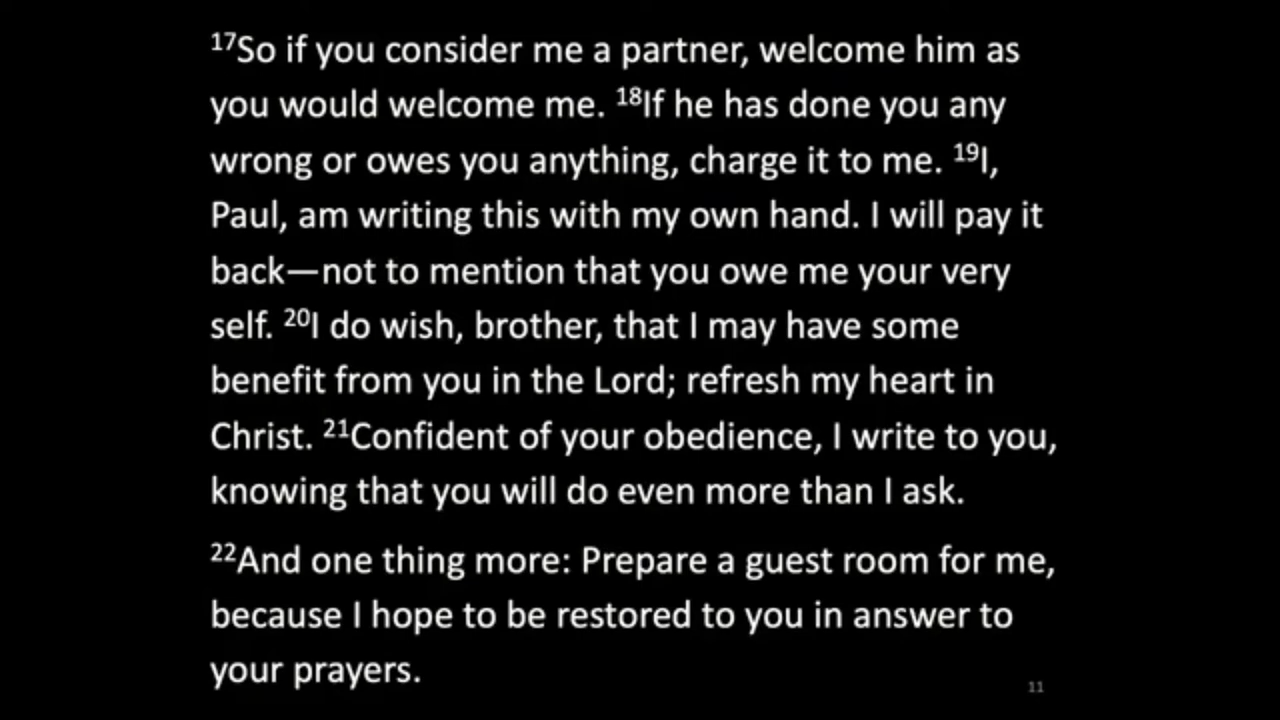 ¹⁷So if you consider me a partner, welcome him as
you would welcome me. ¹⁸If he has done you any
wrong or owes you anything, charge it to me. ¹⁹I,
Paul, am writing this with my own hand. I will pay it
back—not to mention that you owe me your very
self. ²⁰I do wish, brother, that I may have some
benefit from you in the Lord; refresh my heart in
Christ. ²¹Confident of your obedience, I write to you,
knowing that you will do even more than I ask.
²²And one thing more: Prepare a guest room for me,
because I hope to be restored to you in answer to
your prayers.
11